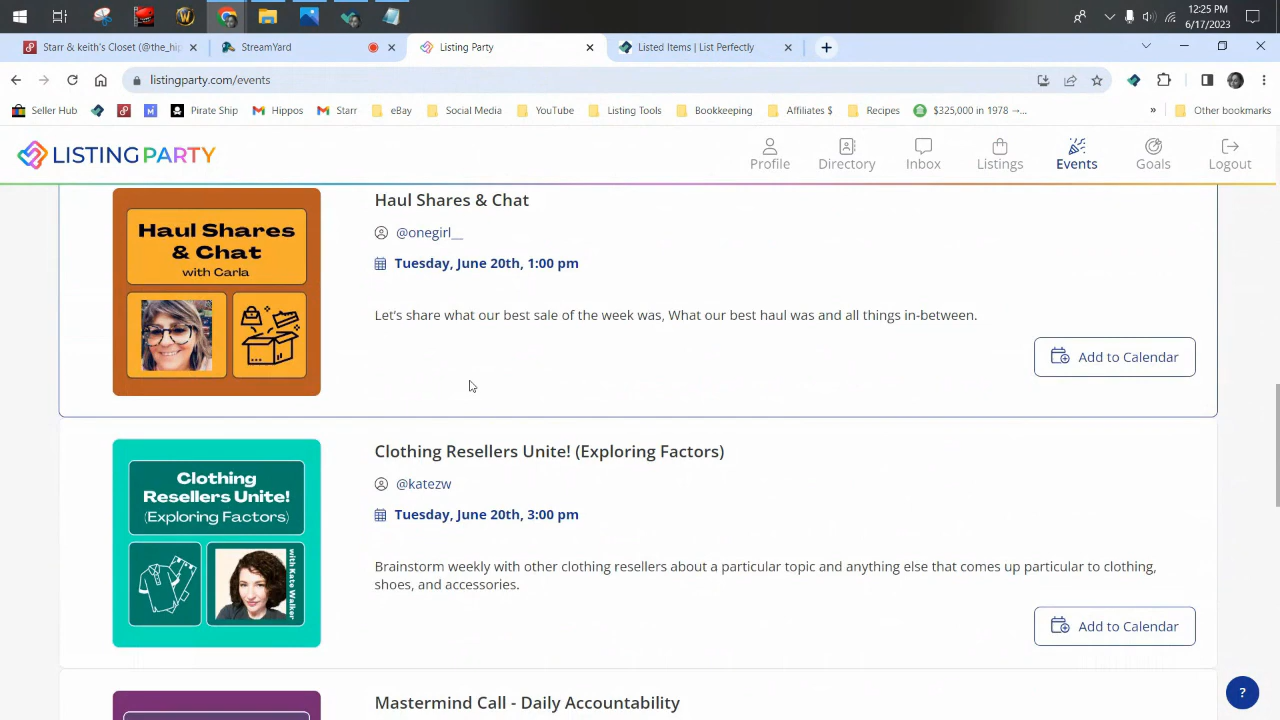 12:25 PM
6/17/2023
Starr & keith's Closet (@the_hip
StreamYard
Listing Party
Listed Items | List Perfectly
listingparty.com/events
Seller Hub
Pirate Ship
Hippos
Starr
eBay
Social Media
YouTube
Listing Tools
Bookkeeping
Affiliates $
Recipes
$325,000 in 1978 →...
»
Other bookmarks
LISTINGPARTY
Profile
Directory
Inbox
Listings
Events
Goals
Logout
Haul Shares
& Chat
with Carla
Haul Shares & Chat
@onegirl__
Tuesday, June 20th, 1:00 pm
Let's share what our best sale of the week was, What our best haul was and all things in-between.
Add to Calendar
Clothing
Resellers Unite!
(Exploring Factors)
with Kate Walker
Clothing Resellers Unite! (Exploring Factors)
@katezw
Tuesday, June 20th, 3:00 pm
Brainstorm weekly with other clothing resellers about a particular topic and anything else that comes up particular to clothing,
shoes, and accessories.
Add to Calendar
Mastermind Call - Daily Accountability
?